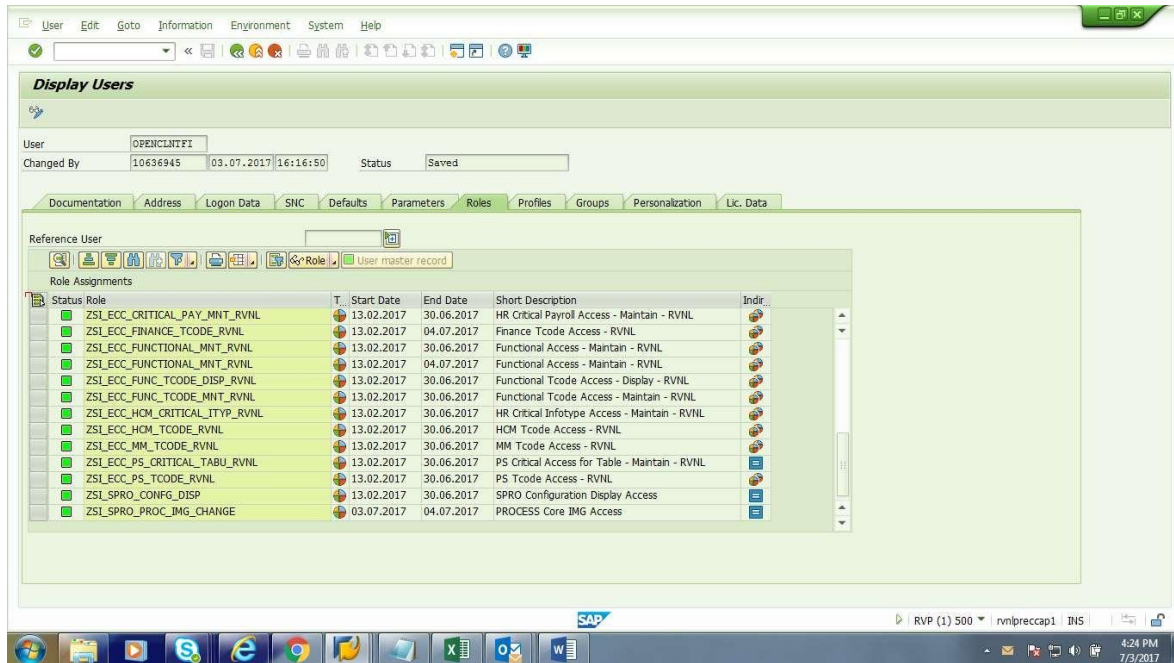 User Edit Goto Information Environment System Help
Display Users
User OPENCLNTFI
Changed By 10636945 03.07.2017 16:16:50 Status Saved
Documentation Address Logon Data SNC Defaults Parameters Roles Profiles Groups Personalization Lic. Data
Reference User
Role User master record
Role Assignments
Status Role T... Start Date End Date Short Description Indir...
ZSI_ECC_CRITICAL_PAY_MNT_RVNL 13.02.2017 30.06.2017 HR Critical Payroll Access - Maintain - RVNL
ZSI_ECC_FINANCE_TCODE_RVNL 13.02.2017 04.07.2017 Finance Tcode Access - RVNL
ZSI_ECC_FUNCTIONAL_MNT_RVNL 13.02.2017 30.06.2017 Functional Access - Maintain - RVNL
ZSI_ECC_FUNCTIONAL_MNT_RVNL 13.02.2017 04.07.2017 Functional Access - Maintain - RVNL
ZSI_ECC_FUNC_TCODE_DISP_RVNL 13.02.2017 30.06.2017 Functional Tcode Access - Display - RVNL
ZSI_ECC_FUNC_TCODE_MNT_RVNL 13.02.2017 30.06.2017 Functional Tcode Access - Maintain - RVNL
ZSI_ECC_HCM_CRITICAL_ITYP_RVNL 13.02.2017 30.06.2017 HR Critical Infotype Access - Maintain - RVNL
ZSI_ECC_HCM_TCODE_RVNL 13.02.2017 30.06.2017 HCM Tcode Access - RVNL
ZSI_ECC_MM_TCODE_RVNL 13.02.2017 30.06.2017 MM Tcode Access - RVNL
ZSI_ECC_PS_CRITICAL_TABU_RVNL 13.02.2017 30.06.2017 PS Critical Access for Table - Maintain - RVNL
ZSI_ECC_PS_TCODE_RVNL 13.02.2017 30.06.2017 PS Tcode Access - RVNL
ZSI_SPRO_CONFG_DISP 13.02.2017 30.06.2017 SPRO Configuration Display Access
ZSI_SPRO_PROC_IMG_CHANGE 03.07.2017 04.07.2017 PROCESS Core IMG Access
SAP RVP (1) 500 rvnlpreccap1 INS
4:24 PM
7/3/2017